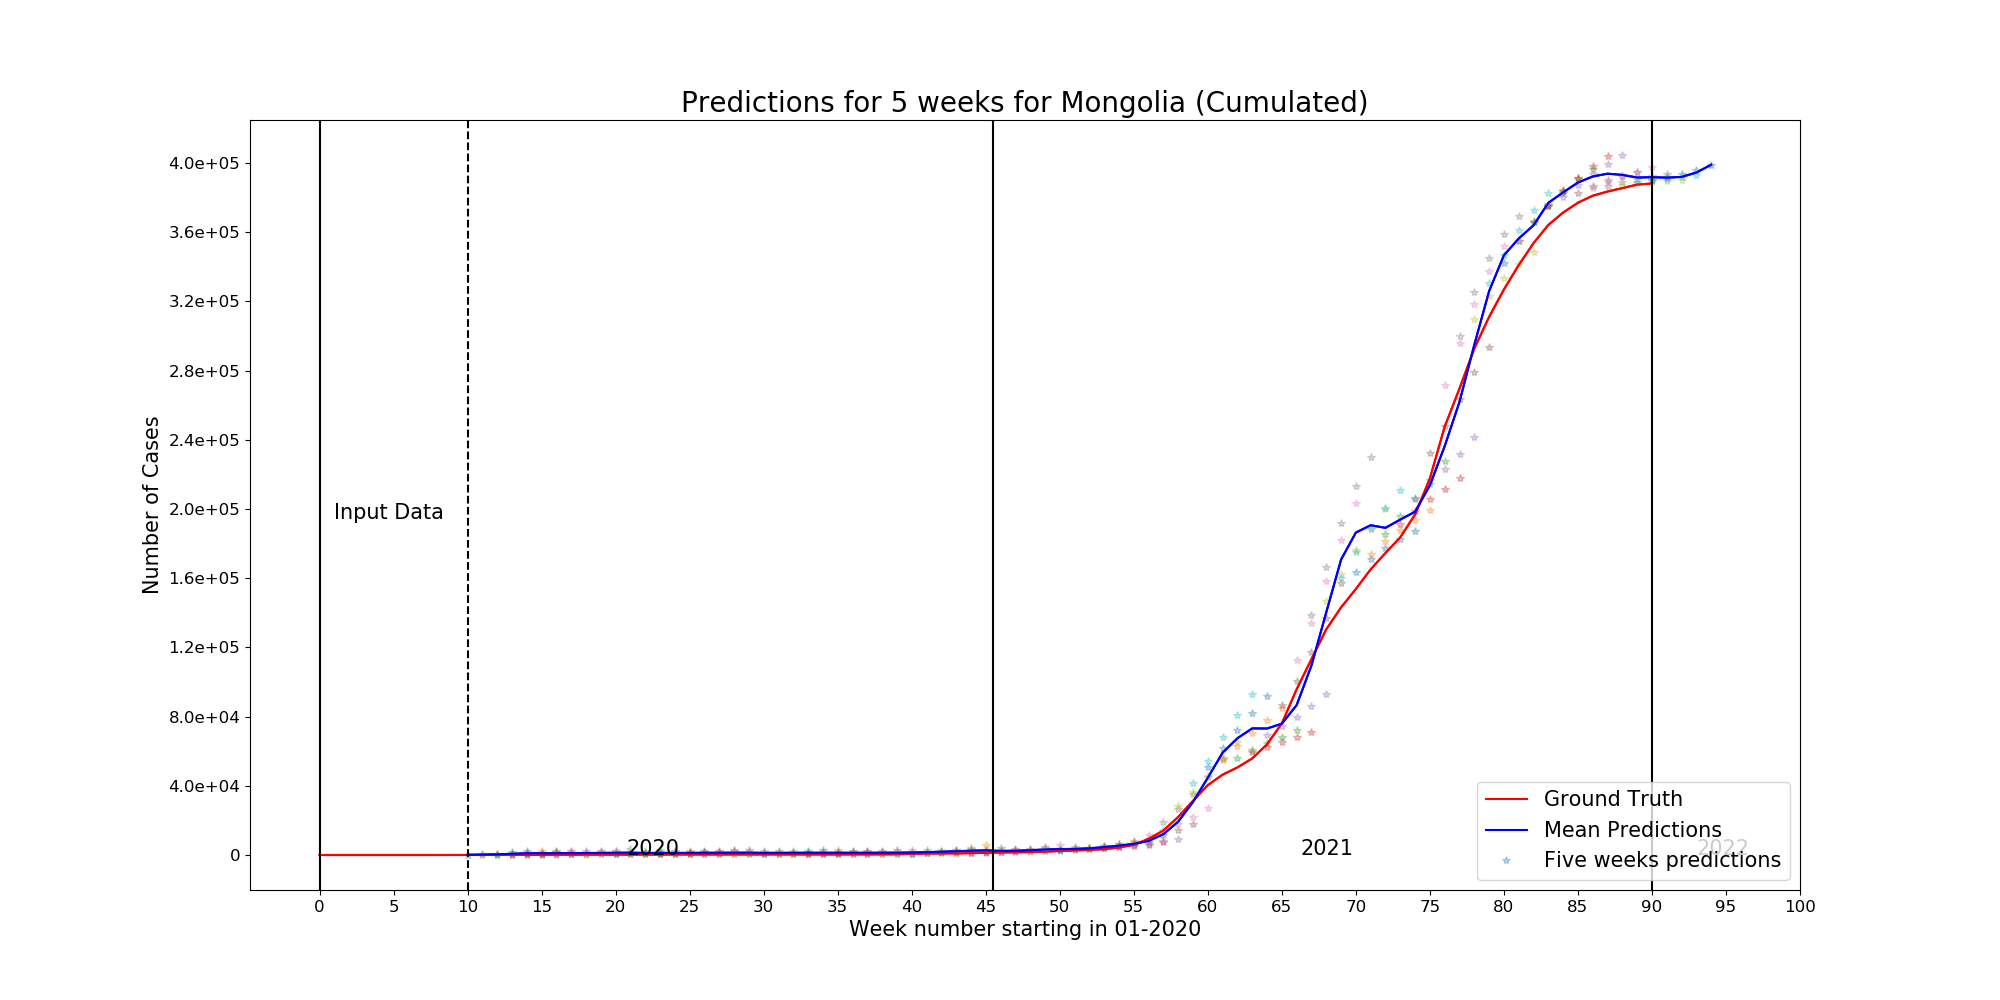 Predictions for 5 weeks for Mongolia (Cumulated)
4.0e+05
3.6e+05
3.2e+05
2.8e+05
2.4e+05
2.0e+05
1.6e+05
1.2e+05
8.0e+04
4.0e+04
0
Number of Cases
Input Data
2020
2021
2022
Ground Truth
Mean Predictions
Five weeks predictions
0 5 10 15 20 25 30 35 40 45 50 55 60 65 70 75 80 85 90 95 100
Week number starting in 01-2020